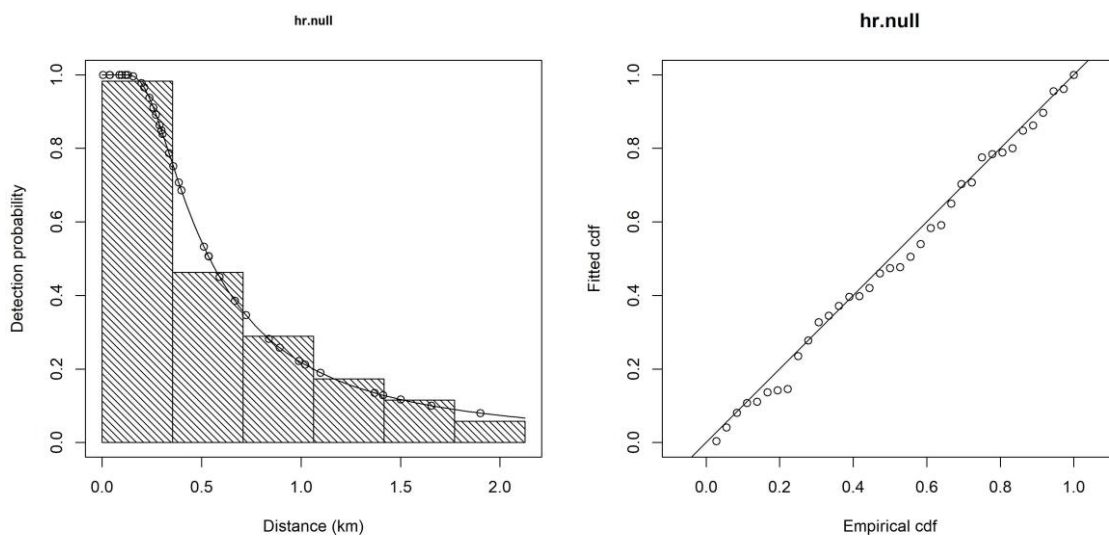 hr.null
1.0
0.8
0.6
0.4
0.2
0.0
Detection probability
0.0 0.5 1.0 1.5 2.0
Distance (km)
hr.null
1.0
0.8
0.6
0.4
0.2
0.0
Fitted cdf
0.0 0.2 0.4 0.6 0.8 1.0
Empirical cdf